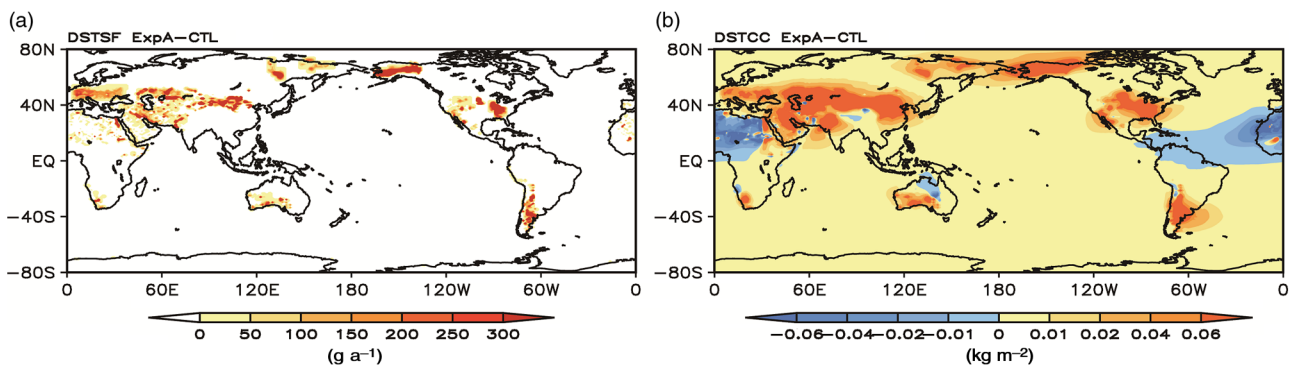 (a)
DSTSF ExpA−CTL
80N
40N
EQ
−40S
−80S
0 60E 120E 180 120W 60W 0
0 50 100 150 200 250 300
(g a⁻¹)
(b)
DSTCC ExpA−CTL
80N
40N
EQ
−40S
−80S
0 60E 120E 180 120W 60W 0
−0.06 −0.04 −0.02 −0.01 0 0.01 0.02 0.04 0.06
(kg m⁻²)